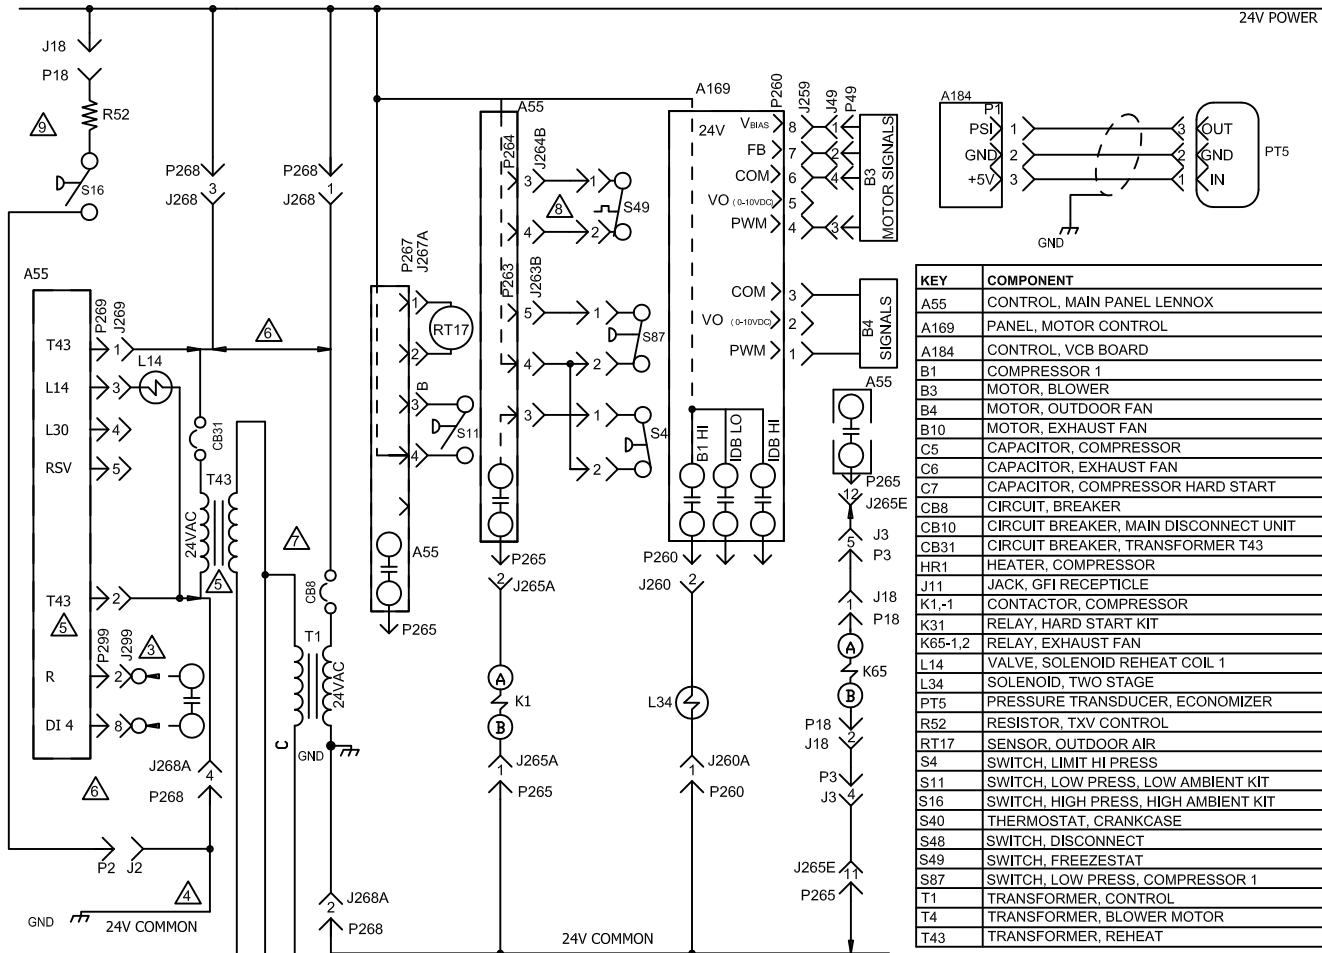 24V POWER
J18
P18
R52
9
S16
P268
3
J268
P268
1
J268
A55
P269
J269
T43
1
L14
L14
3
L30
4
RSV
5
6
CB31
T43
24VAC
5
T43
2
5
P299
J299
3
R
2
DI 4
8
J268A
4
P268
6
P2
J2
4
GND
24V COMMON
7
CB8
T1
24VAC
C
GND
J268A
2
P268
24V COMMON
P267
J267A
1
RT17
2
3
B
S11
4
A55
P265
A55
P264
J264B
3
1
8
S49
4
2
P263
J263B
5
1
S87
4
2
3
1
S4
2
P265
2
J265A
A
K1
B
J265A
1
P265
A169
24V
P260
J259
J49
P49
VBIAS
8
1
FB
7
2
COM
6
4
VO (0-10VDC)
5
PWM
4
3
B3
MOTOR SIGNALS
COM
3
VO (0-10VDC)
2
PWM
1
B4
SIGNALS
B1 HI
IDB LO
IDB HI
P260
2
J260
L34
J260A
1
P260
A55
P265
12
J265E
J3
5
P3
J18
1
P18
A
K65
B
P18
2
J18
P3
4
J3
J265E
11
P265
A184
P1
PSI
1
3
OUT
GND
2
2
GND
+5V
3
1
IN
PT5
GND
KEY COMPONENT
A55 CONTROL, MAIN PANEL LENNOX
A169 PANEL, MOTOR CONTROL
A184 CONTROL, VCB BOARD
B1 COMPRESSOR 1
B3 MOTOR, BLOWER
B4 MOTOR, OUTDOOR FAN
B10 MOTOR, EXHAUST FAN
C5 CAPACITOR, COMPRESSOR
C6 CAPACITOR, EXHAUST FAN
C7 CAPACITOR, COMPRESSOR HARD START
CB8 CIRCUIT, BREAKER
CB10 CIRCUIT BREAKER, MAIN DISCONNECT UNIT
CB31 CIRCUIT BREAKER, TRANSFORMER T43
HR1 HEATER, COMPRESSOR
J11 JACK, GFI RECEPTICLE
K1,-1 CONTACTOR, COMPRESSOR
K31 RELAY, HARD START KIT
K65-1,2 RELAY, EXHAUST FAN
L14 VALVE, SOLENOID REHEAT COIL 1
L34 SOLENOID, TWO STAGE
PT5 PRESSURE TRANSDUCER, ECONOMIZER
R52 RESISTOR, TXV CONTROL
RT17 SENSOR, OUTDOOR AIR
S4 SWITCH, LIMIT HI PRESS
S11 SWITCH, LOW PRESS, LOW AMBIENT KIT
S16 SWITCH, HIGH PRESS, HIGH AMBIENT KIT
S40 THERMOSTAT, CRANKCASE
S48 SWITCH, DISCONNECT
S49 SWITCH, FREEZESTAT
S87 SWITCH, LOW PRESS, COMPRESSOR 1
T1 TRANSFORMER, CONTROL
T4 TRANSFORMER, BLOWER MOTOR
T43 TRANSFORMER, REHEAT